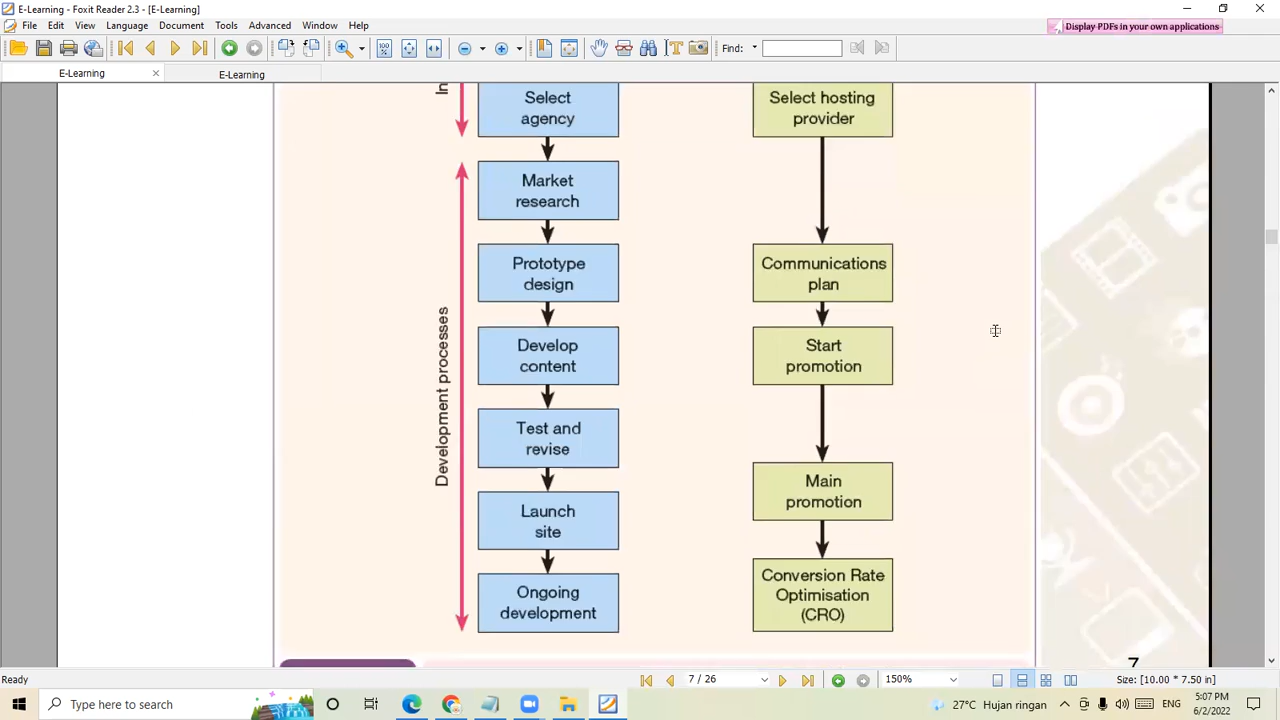 E-Learning - Foxit Reader 2.3 - [E-Learning]
File Edit View Language Document Tools Advanced Window Help
Display PDFs in your own applications
Find:
E-Learning
E-Learning
In
Select
agency
Select hosting
provider
Market
research
Prototype
design
Communications
plan
Development processes
Develop
content
Start
promotion
Test and
revise
Main
promotion
Launch
site
Ongoing
development
Conversion Rate
Optimisation
(CRO)
7
Ready
7 / 26
150%
Size: [10.00 * 7.50 in]
Type here to search
27°C Hujan ringan
ENG
5:07 PM
6/2/2022